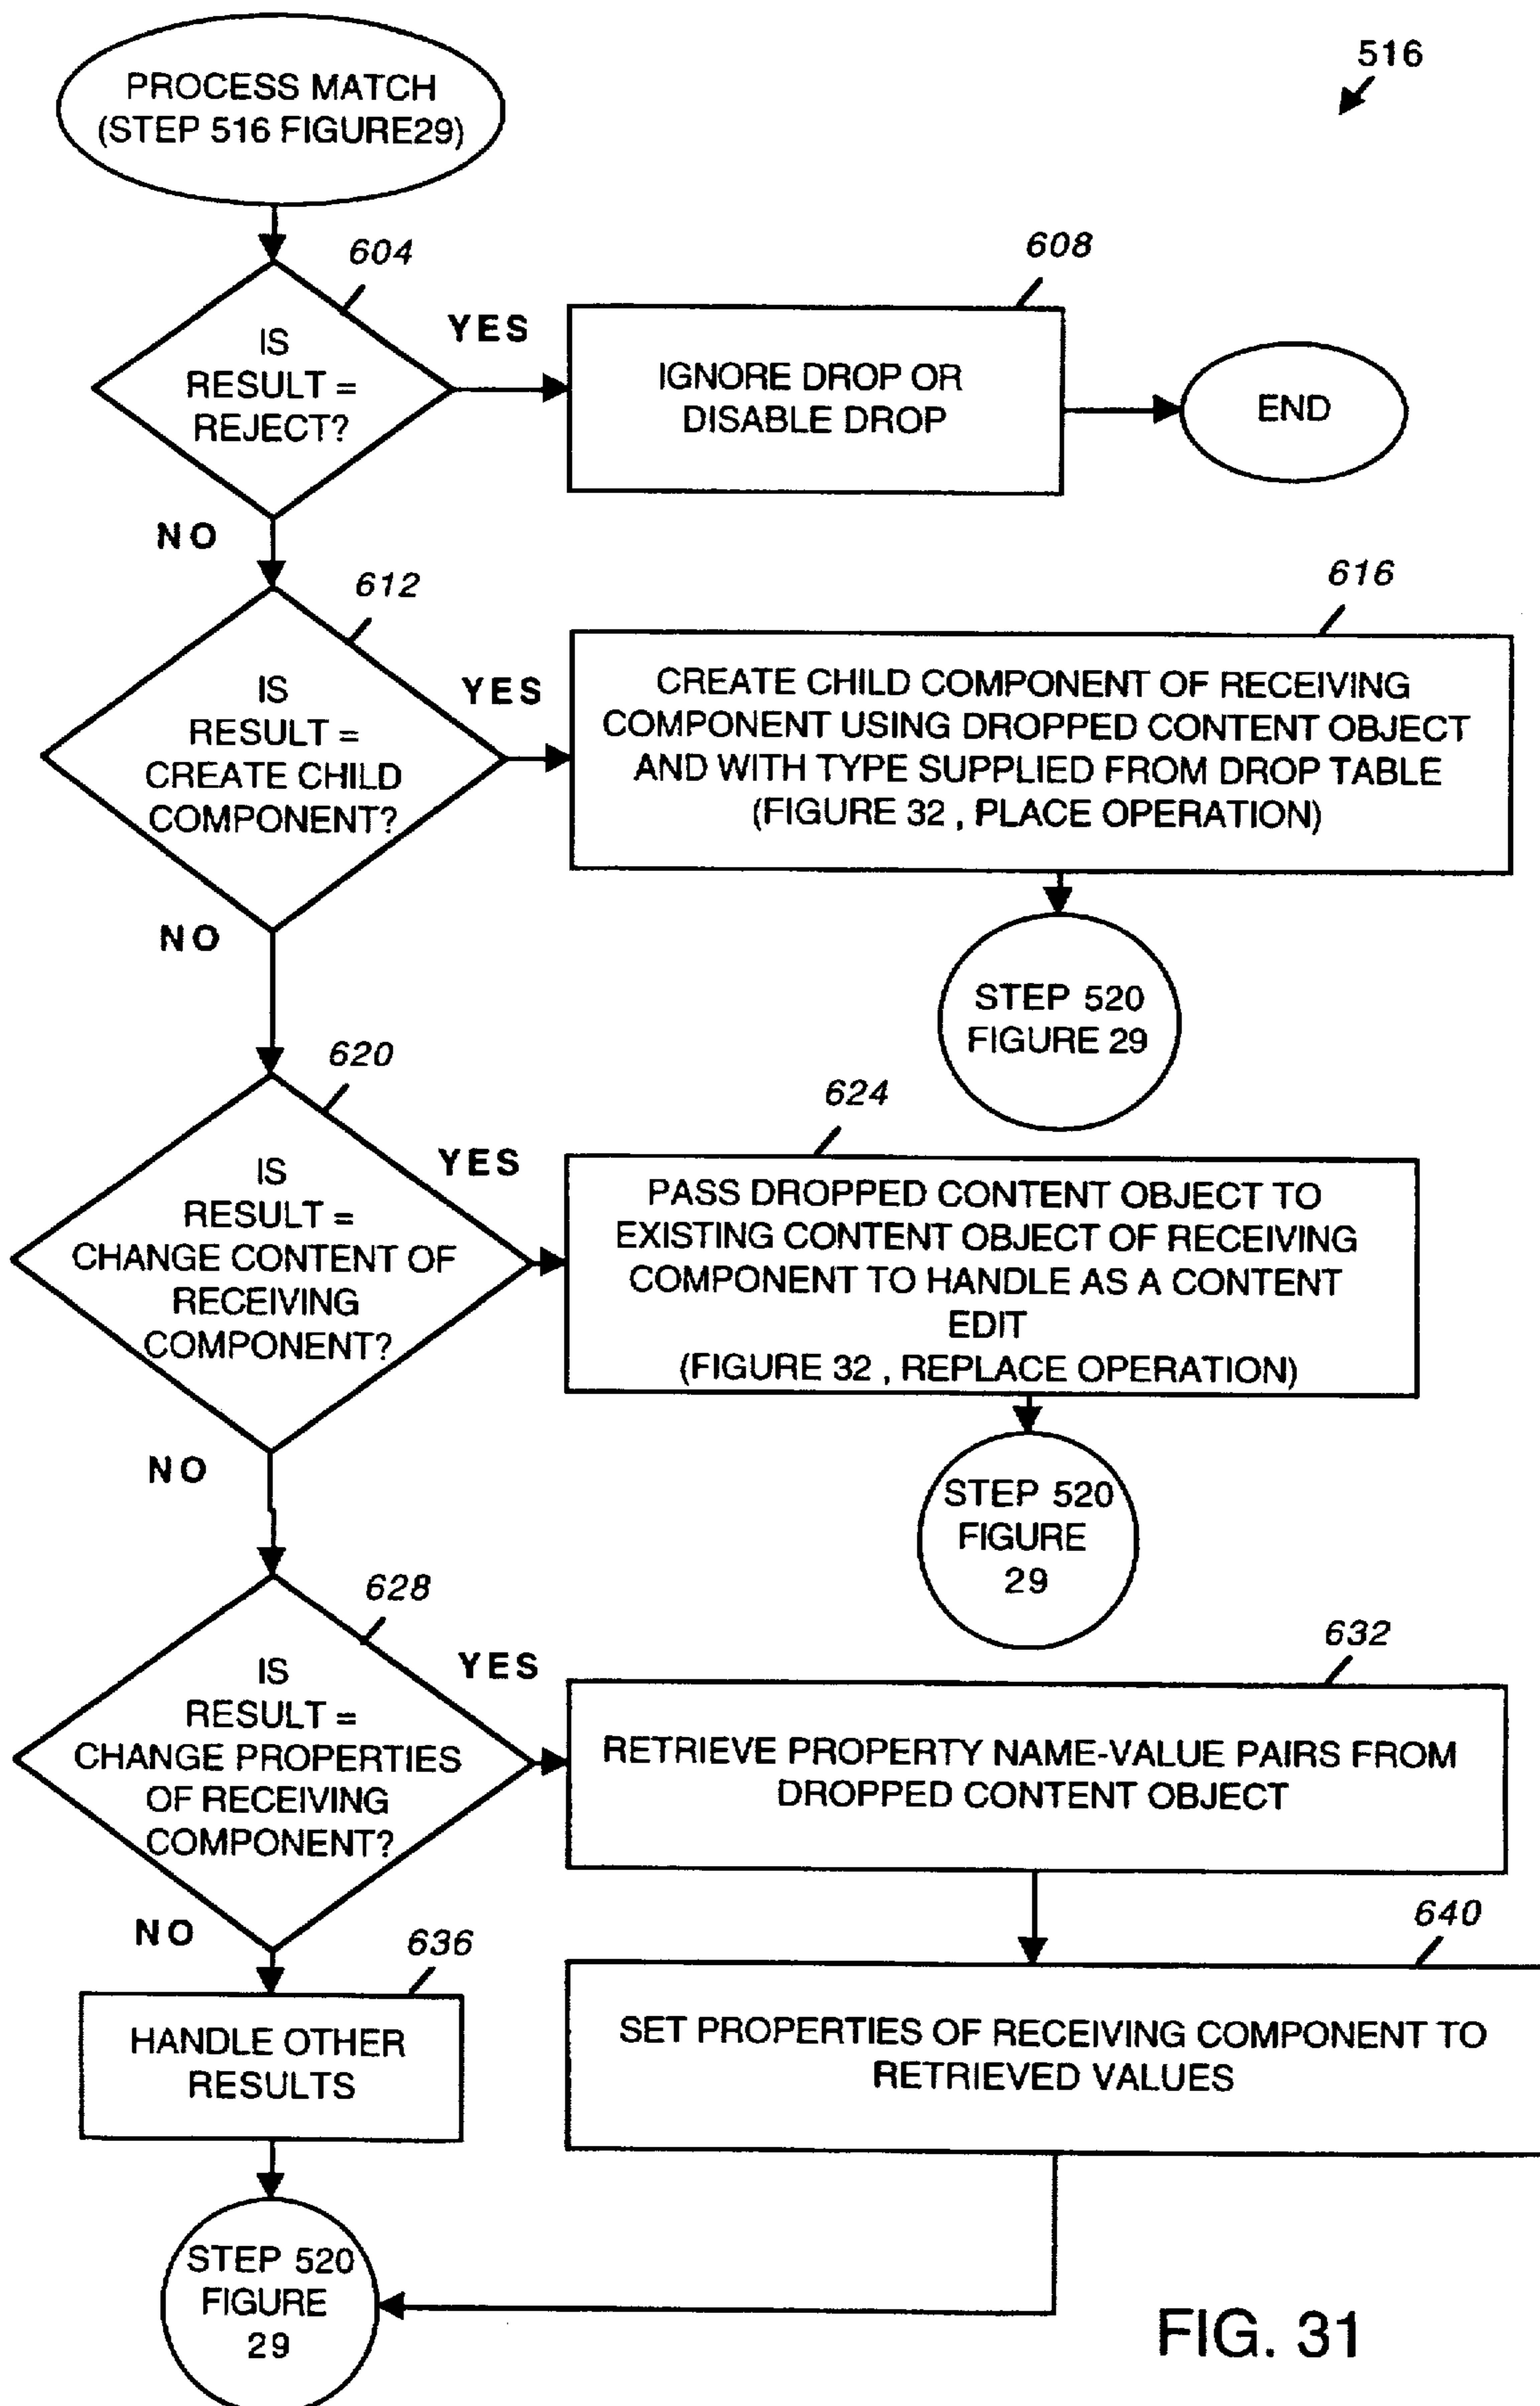 516
PROCESS MATCH
(STEP 516 FIGURE29)
604
608
YES
IS
RESULT =
REJECT?
IGNORE DROP OR
DISABLE DROP
END
NO
612
616
YES
IS
RESULT =
CREATE CHILD
COMPONENT?
CREATE CHILD COMPONENT OF RECEIVING
COMPONENT USING DROPPED CONTENT OBJECT
AND WITH TYPE SUPPLIED FROM DROP TABLE
(FIGURE 32 , PLACE OPERATION)
NO
STEP 520
FIGURE 29
620
624
YES
IS
RESULT =
CHANGE CONTENT OF
RECEIVING
COMPONENT?
PASS DROPPED CONTENT OBJECT TO
EXISTING CONTENT OBJECT OF RECEIVING
COMPONENT TO HANDLE AS A CONTENT
EDIT
(FIGURE 32 , REPLACE OPERATION)
NO
STEP 520
FIGURE
29
628
632
YES
IS
RESULT =
CHANGE PROPERTIES
OF RECEIVING
COMPONENT?
RETRIEVE PROPERTY NAME-VALUE PAIRS FROM
DROPPED CONTENT OBJECT
NO
636
640
HANDLE OTHER
RESULTS
SET PROPERTIES OF RECEIVING COMPONENT TO
RETRIEVED VALUES
STEP 520
FIGURE
29
FIG. 31